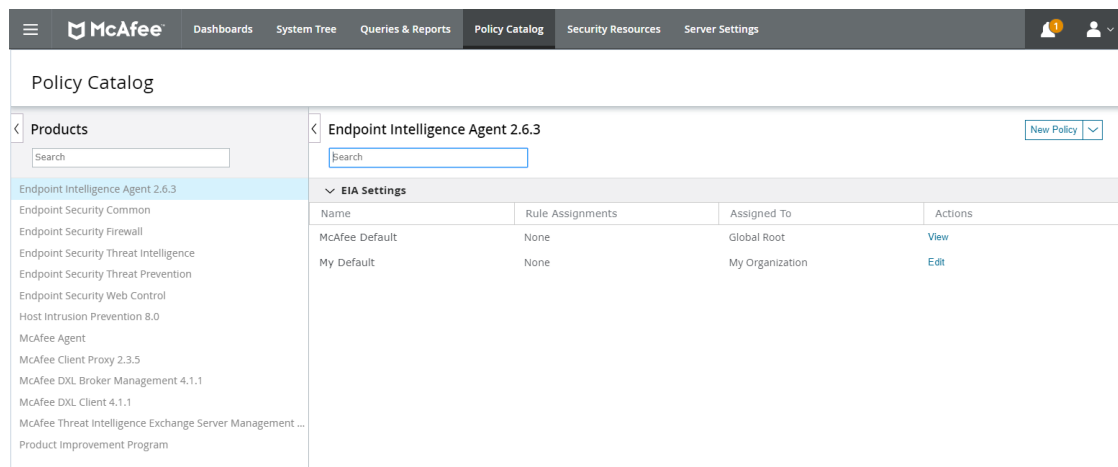 McAfee™ Dashboards System Tree Queries & Reports Policy Catalog Security Resources Server Settings 1
Policy Catalog
Products
Search
Endpoint Intelligence Agent 2.6.3
Endpoint Security Common
Endpoint Security Firewall
Endpoint Security Threat Intelligence
Endpoint Security Threat Prevention
Endpoint Security Web Control
Host Intrusion Prevention 8.0
McAfee Agent
McAfee Client Proxy 2.3.5
McAfee DXL Broker Management 4.1.1
McAfee DXL Client 4.1.1
McAfee Threat Intelligence Exchange Server Management ...
Product Improvement Program
Endpoint Intelligence Agent 2.6.3 New Policy
Search
EIA Settings
Name Rule Assignments Assigned To Actions
McAfee Default None Global Root View
My Default None My Organization Edit